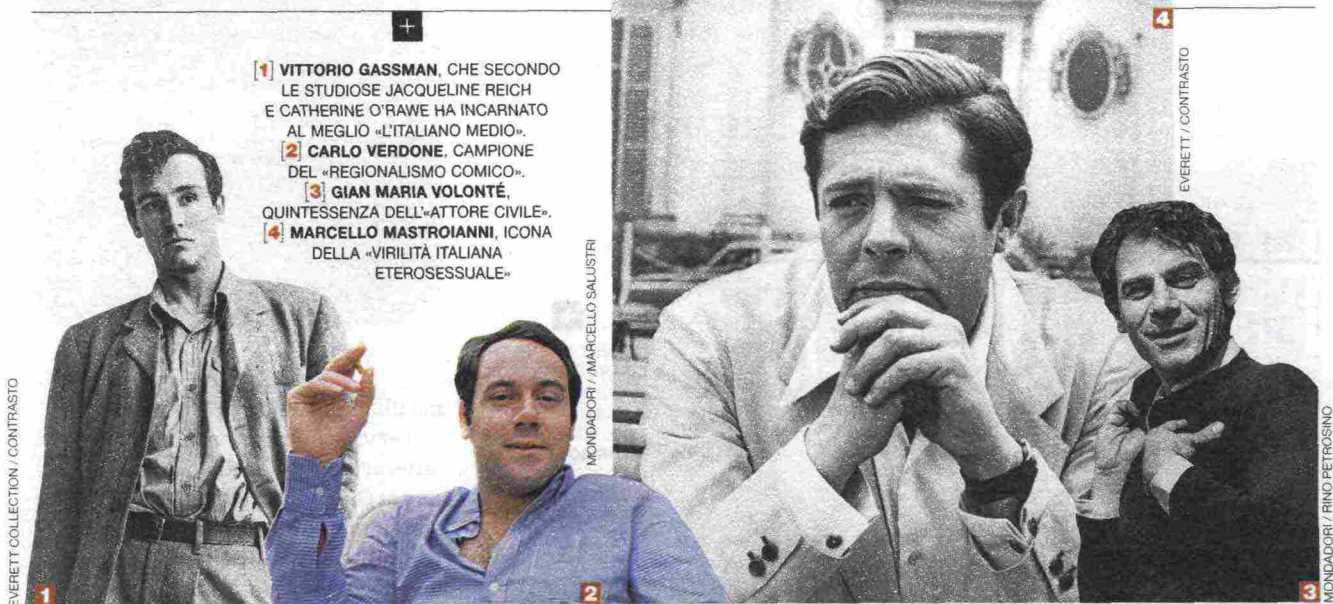 +
[1] VITTORIO GASSMAN, CHE SECONDO
LE STUDIOSE JACQUELINE REICH
E CATHERINE O'RAWE HA INCARNATO
AL MEGLIO «L'ITALIANO MEDIO».
[2] CARLO VERDONE, CAMPIONE
DEL «REGIONALISMO COMICO».
[3] GIAN MARIA VOLONTÉ,
QUINTESSENZA DELL'«ATTORE CIVILE».
[4] MARCELLO MASTROIANNI, ICONA
DELLA «VIRILITÀ ITALIANA
ETEROSESSUALE»
EVERETT COLLECTION / CONTRASTO
1
2
MONDADORI / /MARCELLO SALUSTRI
4
EVERETT / CONTRASTO
3
MONDADORI / RINO PETROSINO